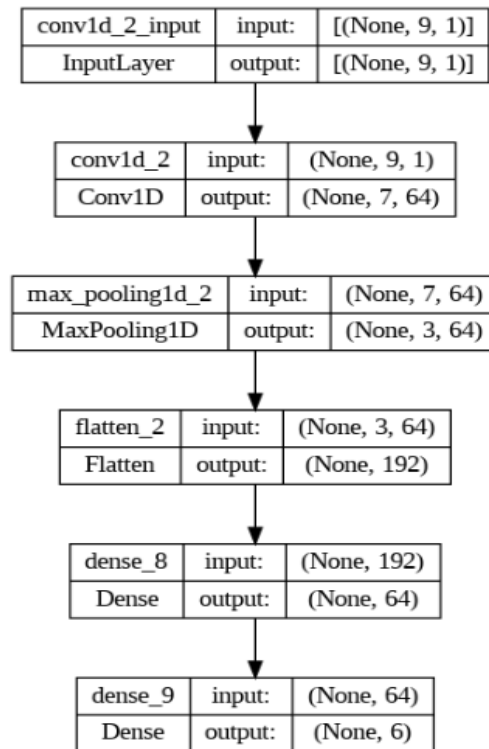 conv1d_2_input input: [(None, 9, 1)]
InputLayer output: [(None, 9, 1)]
conv1d_2 input: (None, 9, 1)
Conv1D output: (None, 7, 64)
max_pooling1d_2 input: (None, 7, 64)
MaxPooling1D output: (None, 3, 64)
flatten_2 input: (None, 3, 64)
Flatten output: (None, 192)
dense_8 input: (None, 192)
Dense output: (None, 64)
dense_9 input: (None, 64)
Dense output: (None, 6)